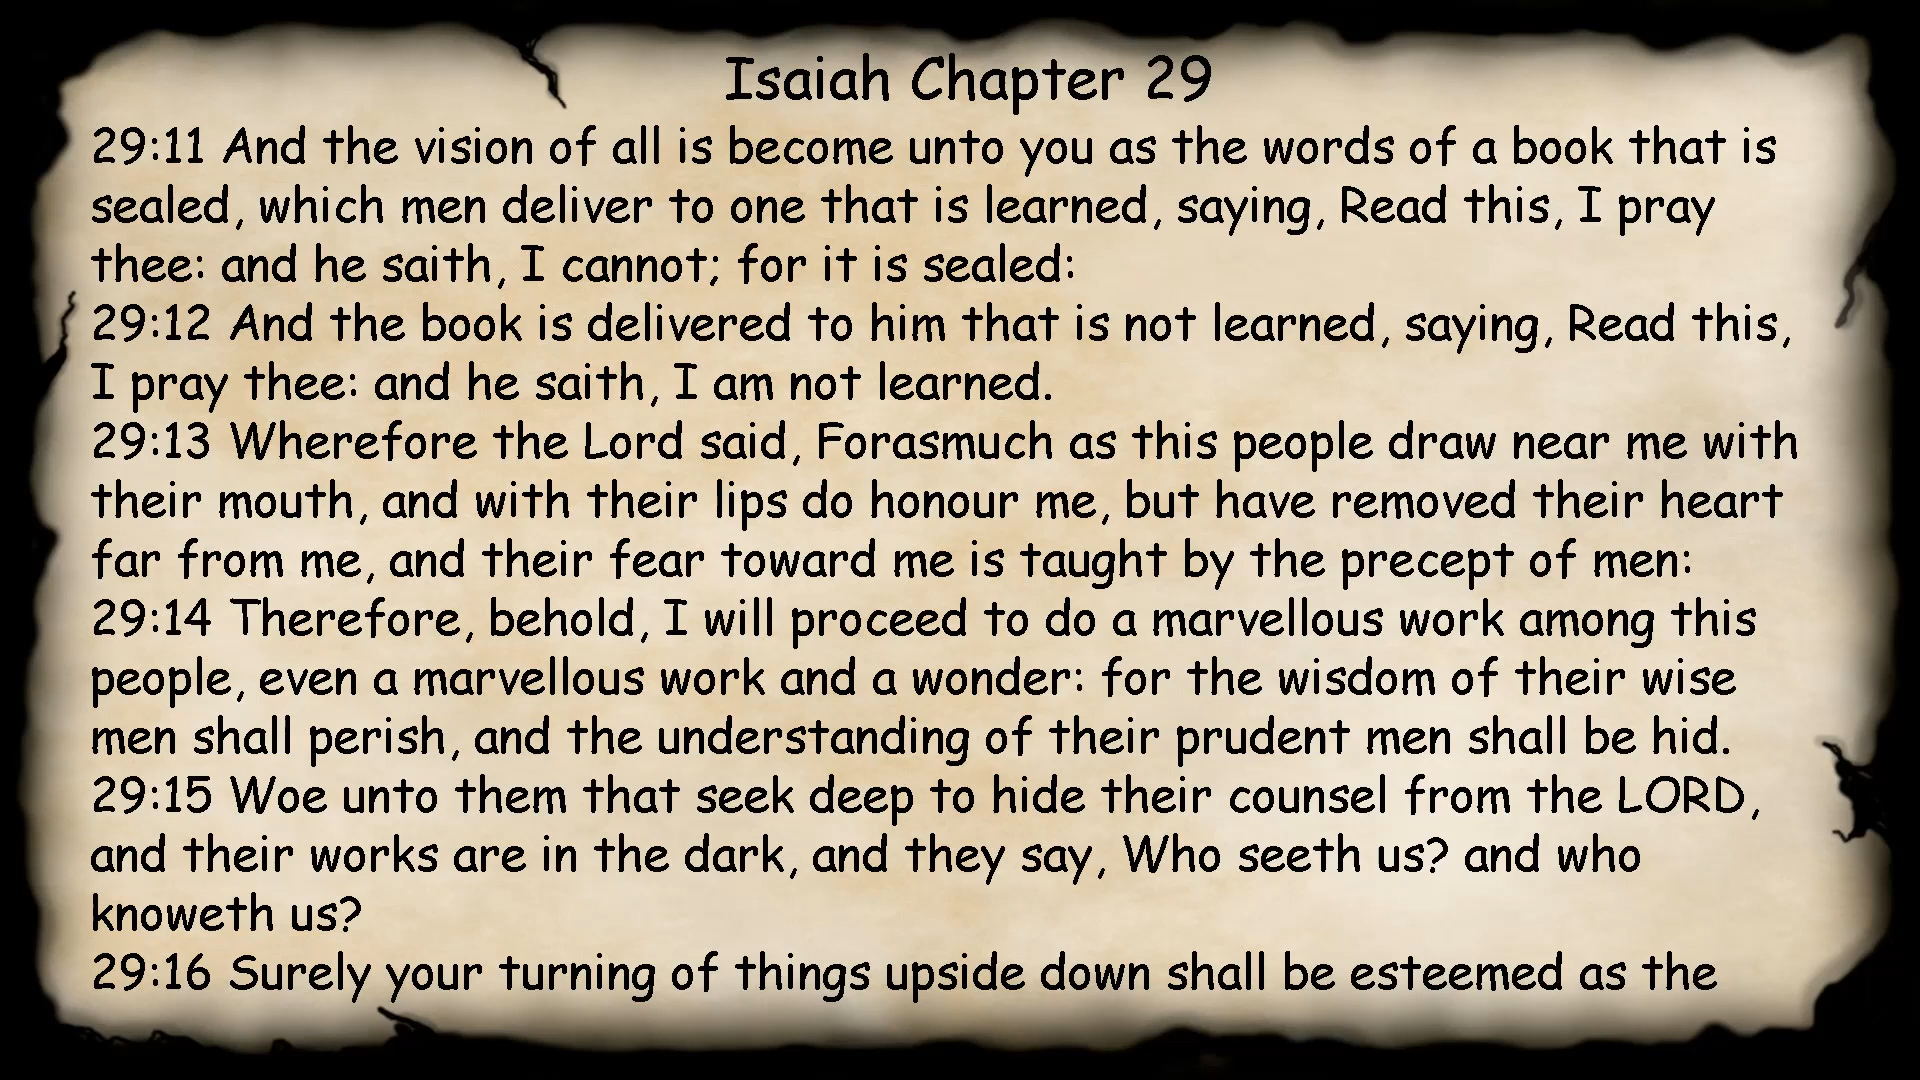 Isaiah Chapter 29
29:11 And the vision of all is become unto you as the words of a book that is
sealed, which men deliver to one that is learned, saying, Read this, I pray
thee: and he saith, I cannot; for it is sealed:
29:12 And the book is delivered to him that is not learned, saying, Read this,
I pray thee: and he saith, I am not learned.
29:13 Wherefore the Lord said, Forasmuch as this people draw near me with
their mouth, and with their lips do honour me, but have removed their heart
far from me, and their fear toward me is taught by the precept of men:
29:14 Therefore, behold, I will proceed to do a marvellous work among this
people, even a marvellous work and a wonder: for the wisdom of their wise
men shall perish, and the understanding of their prudent men shall be hid.
29:15 Woe unto them that seek deep to hide their counsel from the LORD,
and their works are in the dark, and they say, Who seeth us? and who
knoweth us?
29:16 Surely your turning of things upside down shall be esteemed as the